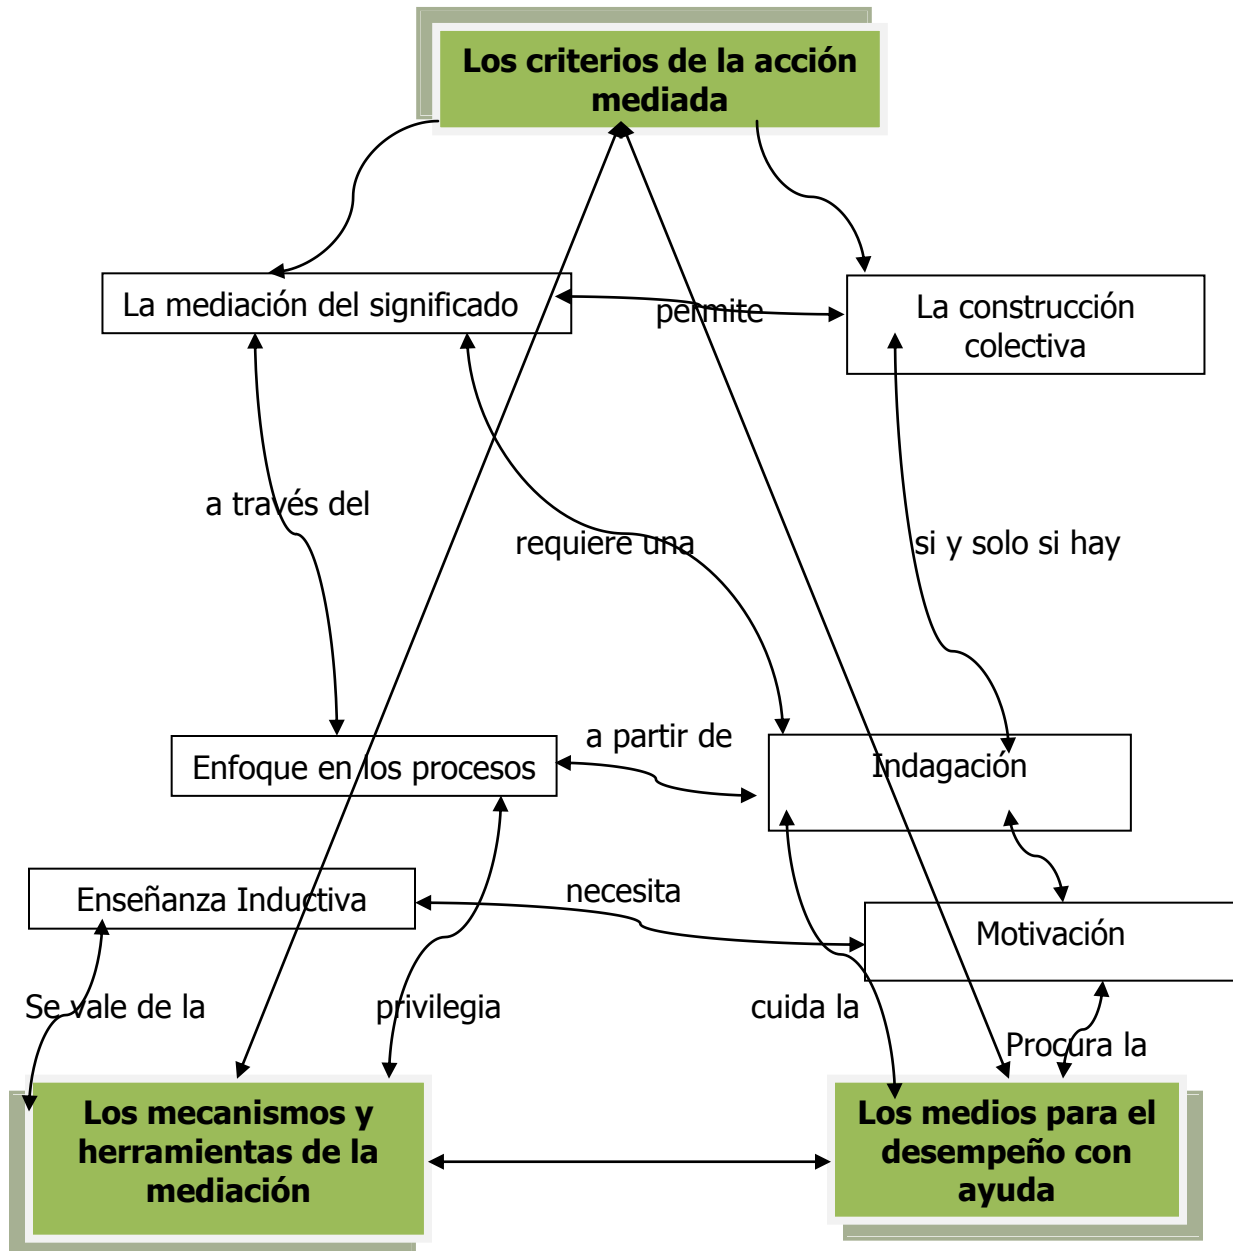 Los criterios de la acción
mediada
La mediación del significado
permite
La construcción
colectiva
a través del
requiere una
si y solo si hay
Enfoque en los procesos
a partir de
Indagación
Enseñanza Inductiva
necesita
Motivación
Se vale de la
privilegia
cuida la
Procura la
Los mecanismos y
herramientas de la
mediación
Los medios para el
desempeño con
ayuda